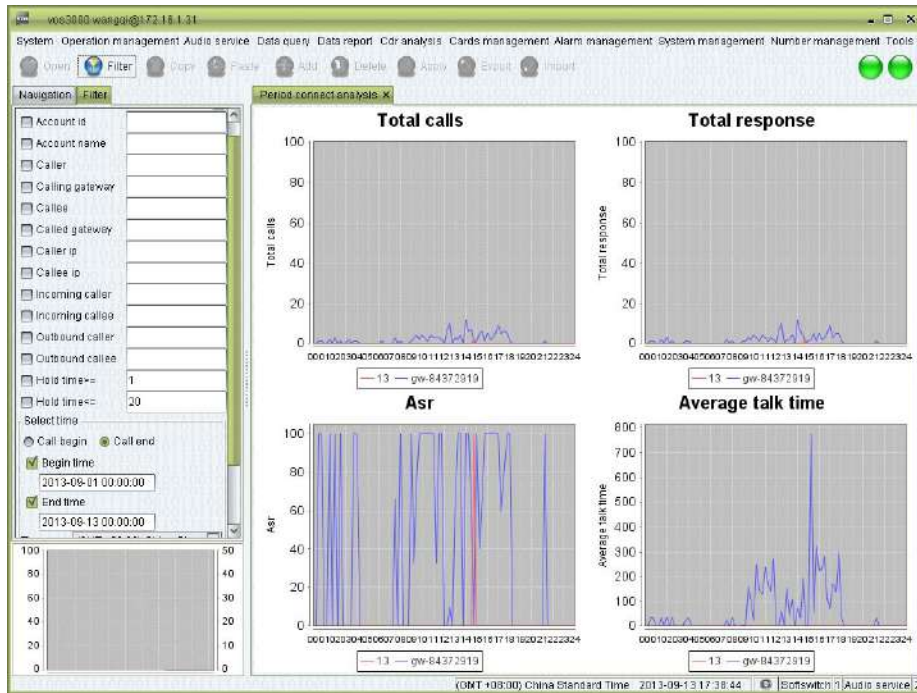 vos3000 wangqi@172.16.1.31
System Operation management Audio service Data query Data report Cdr analysis Cards management Alarm management System management Number management Tools
Open Filter Copy Paste Add Delete Apply Export Import
Navigation Filter
Period connect analysis ×
Account id
Account name
Caller
Calling gateway
Callee
Called gateway
Caller ip
Callee ip
Incoming caller
Incoming callee
Outbound caller
Outbound callee
Hold time>= 1
Hold time<= 20
Select time
Call begin Call end
Begin time
2013-09-01 00:00:00
End time
2013-09-13 00:00:00
100 50
80 40
60 30
40 20
20 10
0 0
Total calls
Total calls
100
80
60
40
20
0
00010203040506070809101112131415161718192021222324
13 gw-84372919
Total response
Total response
100
80
60
40
20
0
00010203040506070809101112131415161718192021222324
13 gw-84372919
Asr
Asr
100
80
60
40
20
0
00010203040506070809101112131415161718192021222324
13 gw-84372919
Average talk time
Average talk time
800
700
600
500
400
300
200
100
0
00010203040506070809101112131415161718192021222324
13 gw-84372919
(GMT +08:00) China Standard Time 2013-09-13 17:38:44 Softswitch 1 Audio service